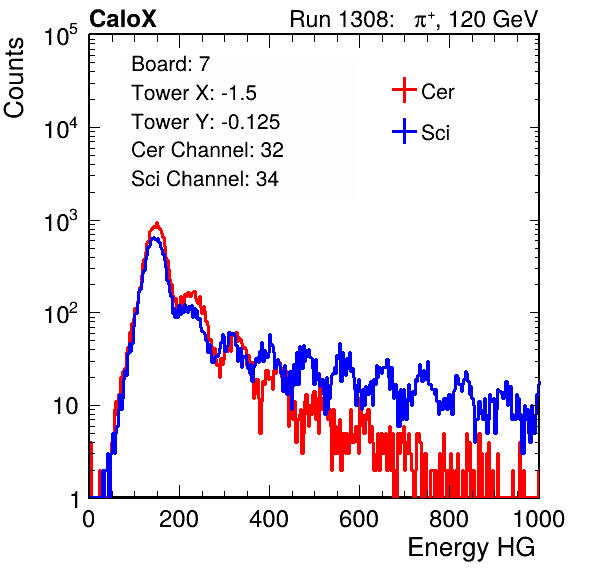 CaloX Run 1308: π⁺, 120 GeV
Board: 7
Tower X: -1.5
Tower Y: -0.125
Cer Channel: 32
Sci Channel: 34
Cer
Sci
Counts
10⁵
10⁴
10³
10²
10
1
0 200 400 600 800 1000
Energy HG